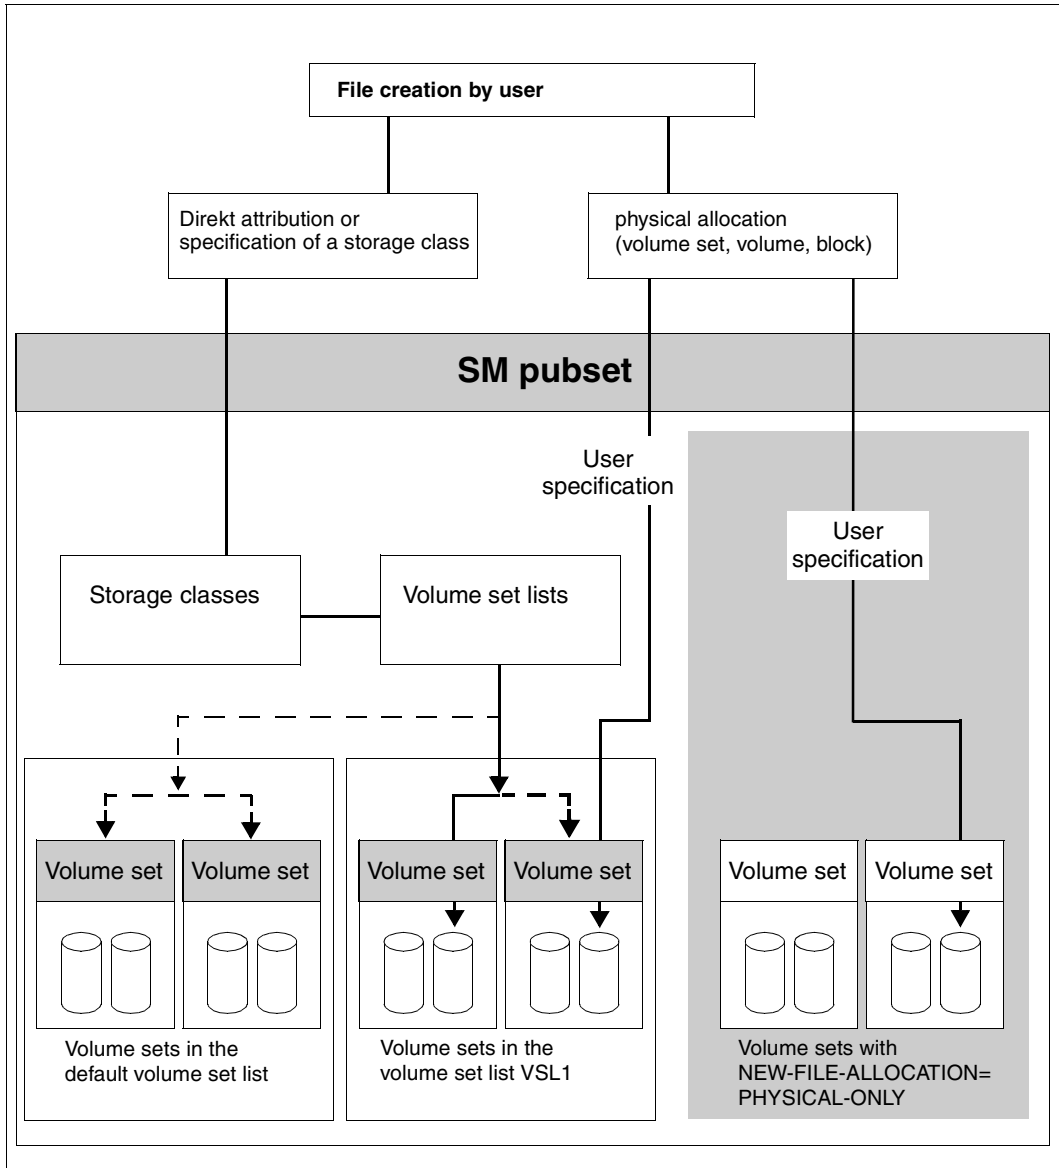 File creation by user
Direkt attribution or
specification of a storage class
physical allocation
(volume set, volume, block)
SM pubset
User
specification
User
specification
Storage classes
Volume set lists
Volume set
Volume set
Volume set
Volume set
Volume set
Volume set
Volume sets in the
default volume set list
Volume sets in the
volume set list VSL1
Volume sets with
NEW-FILE-ALLOCATION=
PHYSICAL-ONLY